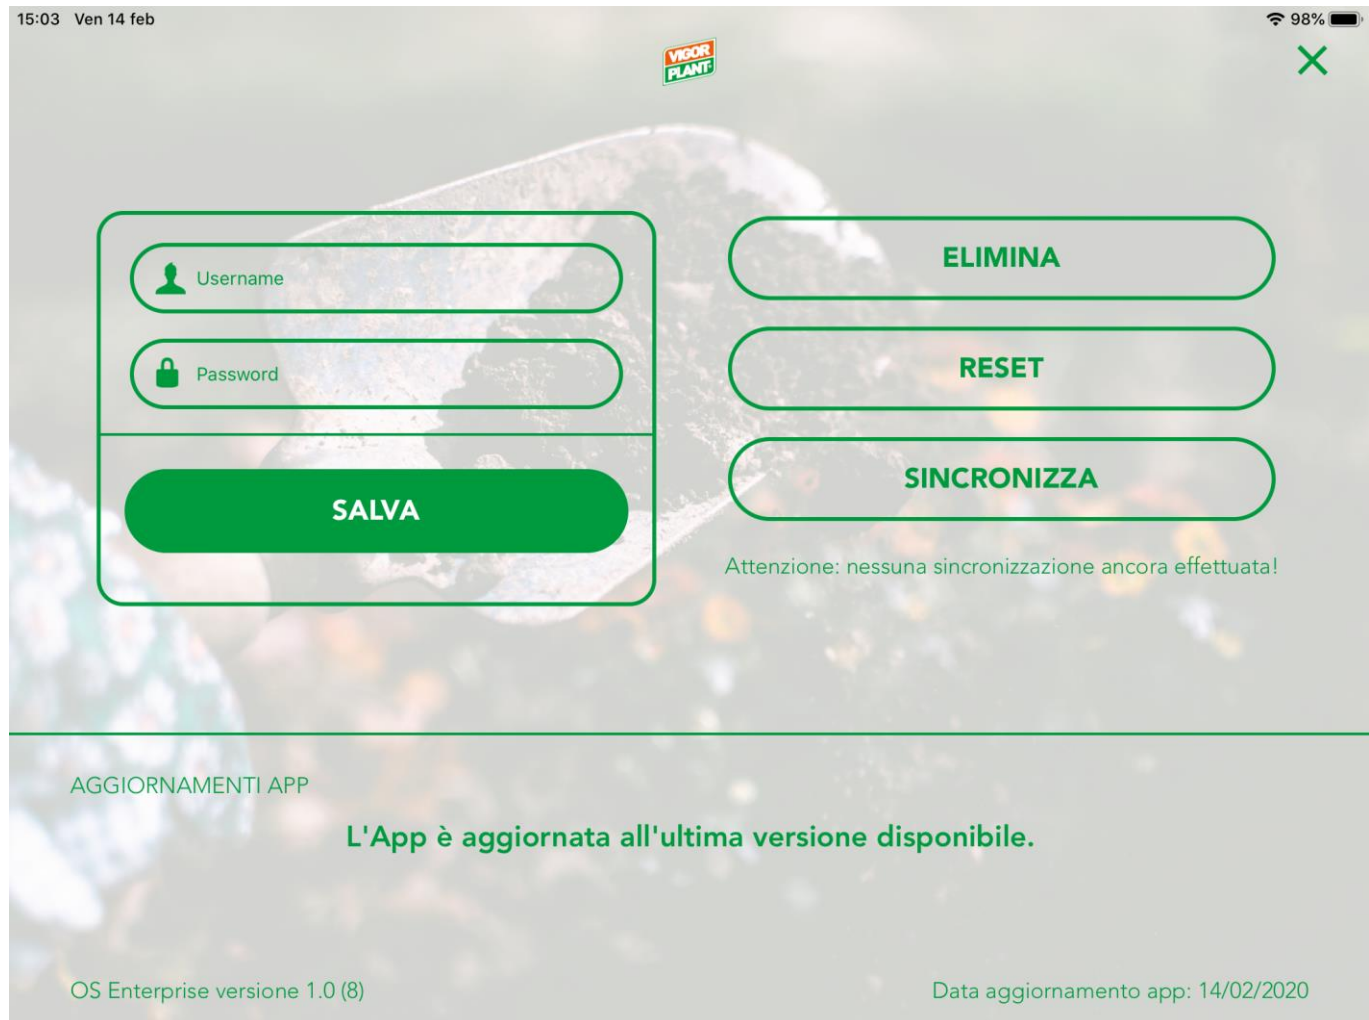 15:03 Ven 14 feb
98%
VIGOR
PLANT
Username
Password
SALVA
ELIMINA
RESET
SINCRONIZZA
Attenzione: nessuna sincronizzazione ancora effettuata!
AGGIORNAMENTI APP
L'App è aggiornata all'ultima versione disponibile.
OS Enterprise versione 1.0 (8)
Data aggiornamento app: 14/02/2020